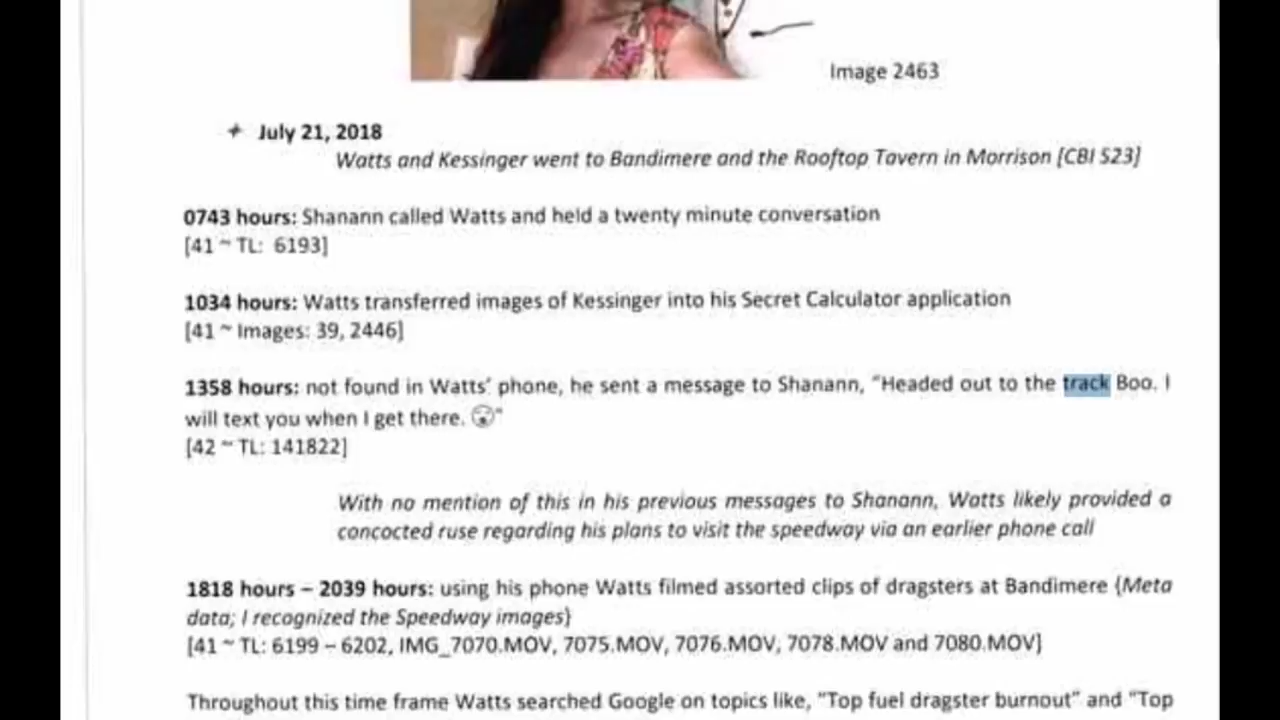 Image 2463
+ July 21, 2018
Watts and Kessinger went to Bandimere and the Rooftop Tavern in Morrison [CBI 523]
0743 hours: Shanann called Watts and held a twenty minute conversation
[41 ~ TL: 6193]
1034 hours: Watts transferred images of Kessinger into his Secret Calculator application
[41 ~ Images: 39, 2446]
1358 hours: not found in Watts' phone, he sent a message to Shanann, "Headed out to the track Boo. I
will text you when I get there. 😮"
[42 ~ TL: 141822]
With no mention of this in his previous messages to Shanann, Watts likely provided a
concocted ruse regarding his plans to visit the speedway via an earlier phone call
1818 hours – 2039 hours: using his phone Watts filmed assorted clips of dragsters at Bandimere {Meta
data; I recognized the Speedway images}
[41 ~ TL: 6199 – 6202, IMG_7070.MOV, 7075.MOV, 7076.MOV, 7078.MOV and 7080.MOV]
Throughout this time frame Watts searched Google on topics like, "Top fuel dragster burnout" and "Top